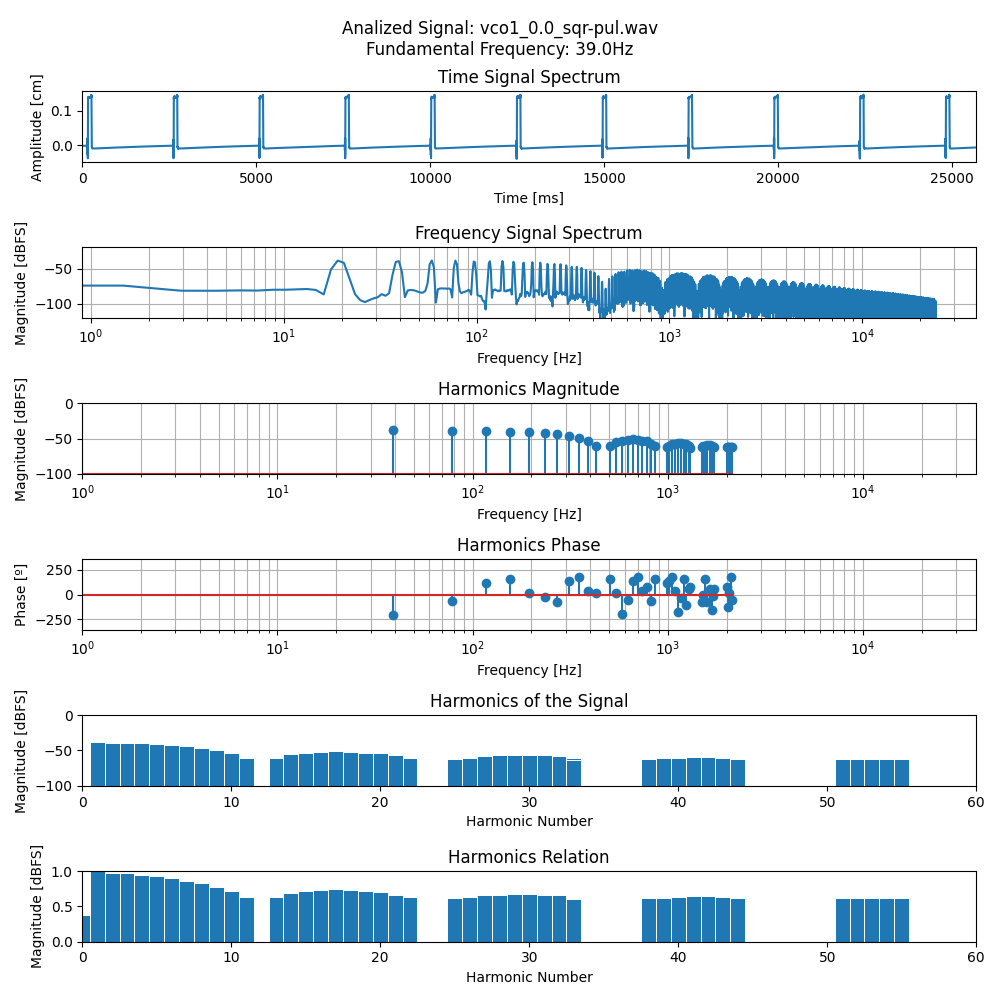 Analized Signal: vco1_0.0_sqr-pul.wav
Fundamental Frequency: 39.0Hz
Time Signal Spectrum
Amplitude [cm]
0.1
0.0
0 5000 10000 15000 20000 25000
Time [ms]
Frequency Signal Spectrum
Magnitude [dBFS]
−50
−100
10⁰ 10¹ 10² 10³ 10⁴
Frequency [Hz]
Harmonics Magnitude
Magnitude [dBFS]
0
−50
−100
10⁰ 10¹ 10² 10³ 10⁴
Frequency [Hz]
Harmonics Phase
Phase [º]
250
0
−250
10⁰ 10¹ 10² 10³ 10⁴
Frequency [Hz]
Harmonics of the Signal
Magnitude [dBFS]
0
−50
−100
0 10 20 30 40 50 60
Harmonic Number
Harmonics Relation
Magnitude [dBFS]
1.0
0.5
0.0
0 10 20 30 40 50 60
Harmonic Number